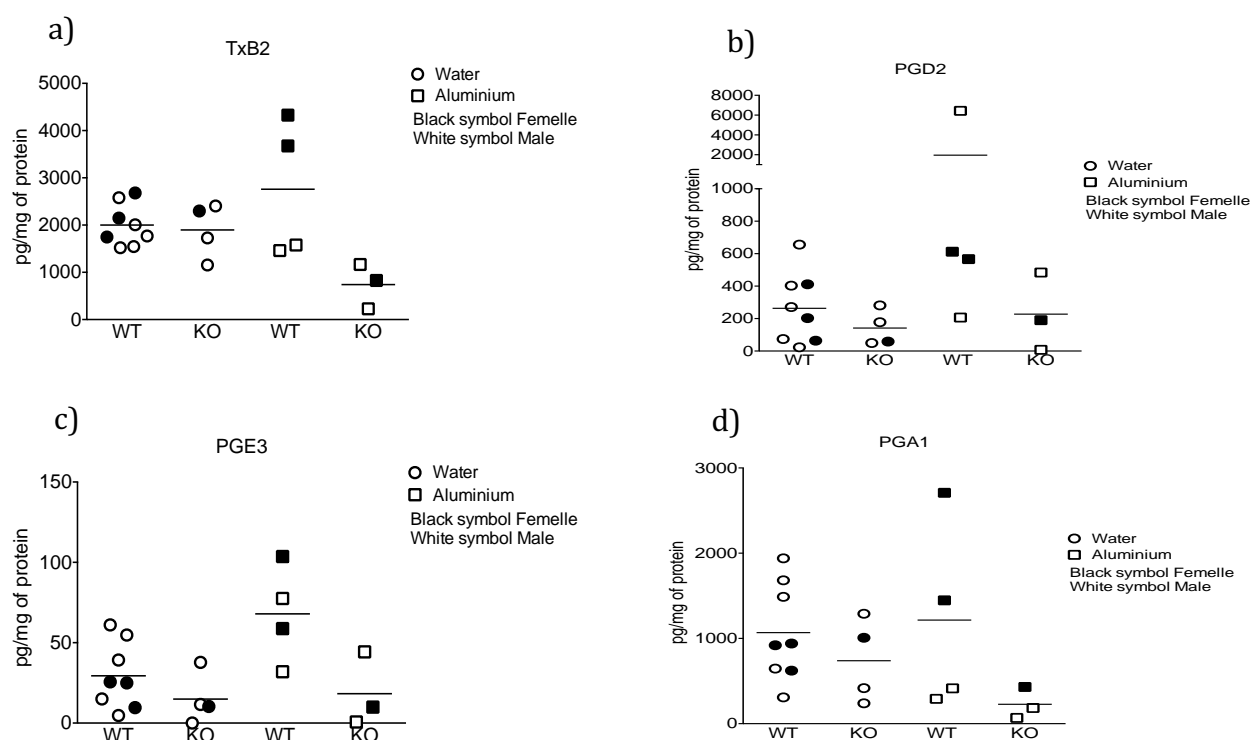 a)
TxB2
5000
4000
3000
2000
1000
0
pg/mg of protein
WT KO WT KO
Water
Aluminium
Black symbol Femelle
White symbol Male
b)
PGD2
8000
6000
4000
2000
1000
800
600
400
200
0
pg/mg of protein
WT KO WT KO
Water
Aluminium
Black symbol Femelle
White symbol Male
c)
PGE3
150
100
50
0
pg/mg of protein
WT KO WT KO
Water
Aluminium
Black symbol Femelle
White symbol Male
d)
PGA1
3000
2000
1000
0
pg/mg of protein
WT KO WT KO
Water
Aluminium
Black symbol Femelle
White symbol Male